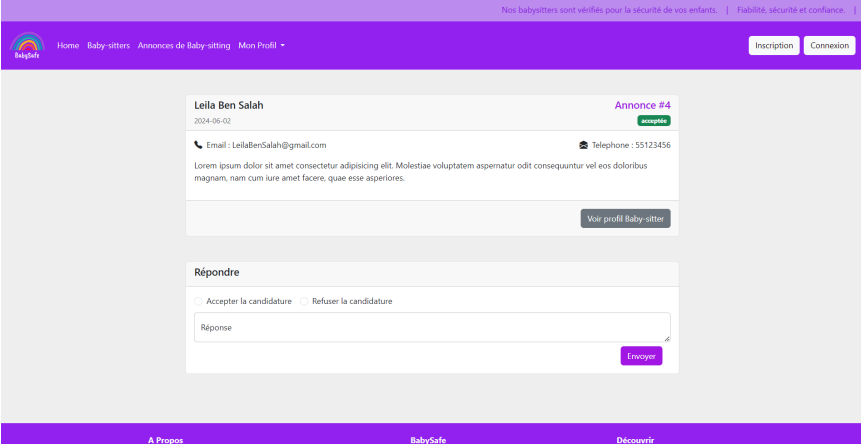 Nos babysitters sont vérifiés pour la sécurité de vos enfants. | Fiabilité, sécurité et confiance. |
BabySafe
Home Baby-sitters Annonces de Baby-sitting Mon Profil
Inscription Connexion
Leila Ben Salah
Annonce #4
2024-06-02
acceptée
Email : LeilaBenSalah@gmail.com
Telephone : 55123456
Lorem ipsum dolor sit amet consectetur adipisicing elit. Molestiae voluptatem aspernatur odit consequuntur vel eos doloribus
magnam, nam cum iure amet facere, quae esse asperiores.
Voir profil Baby-sitter
Répondre
Accepter la candidature Refuser la candidature
Réponse
Envoyer
A Propos BabySafe Découvrir